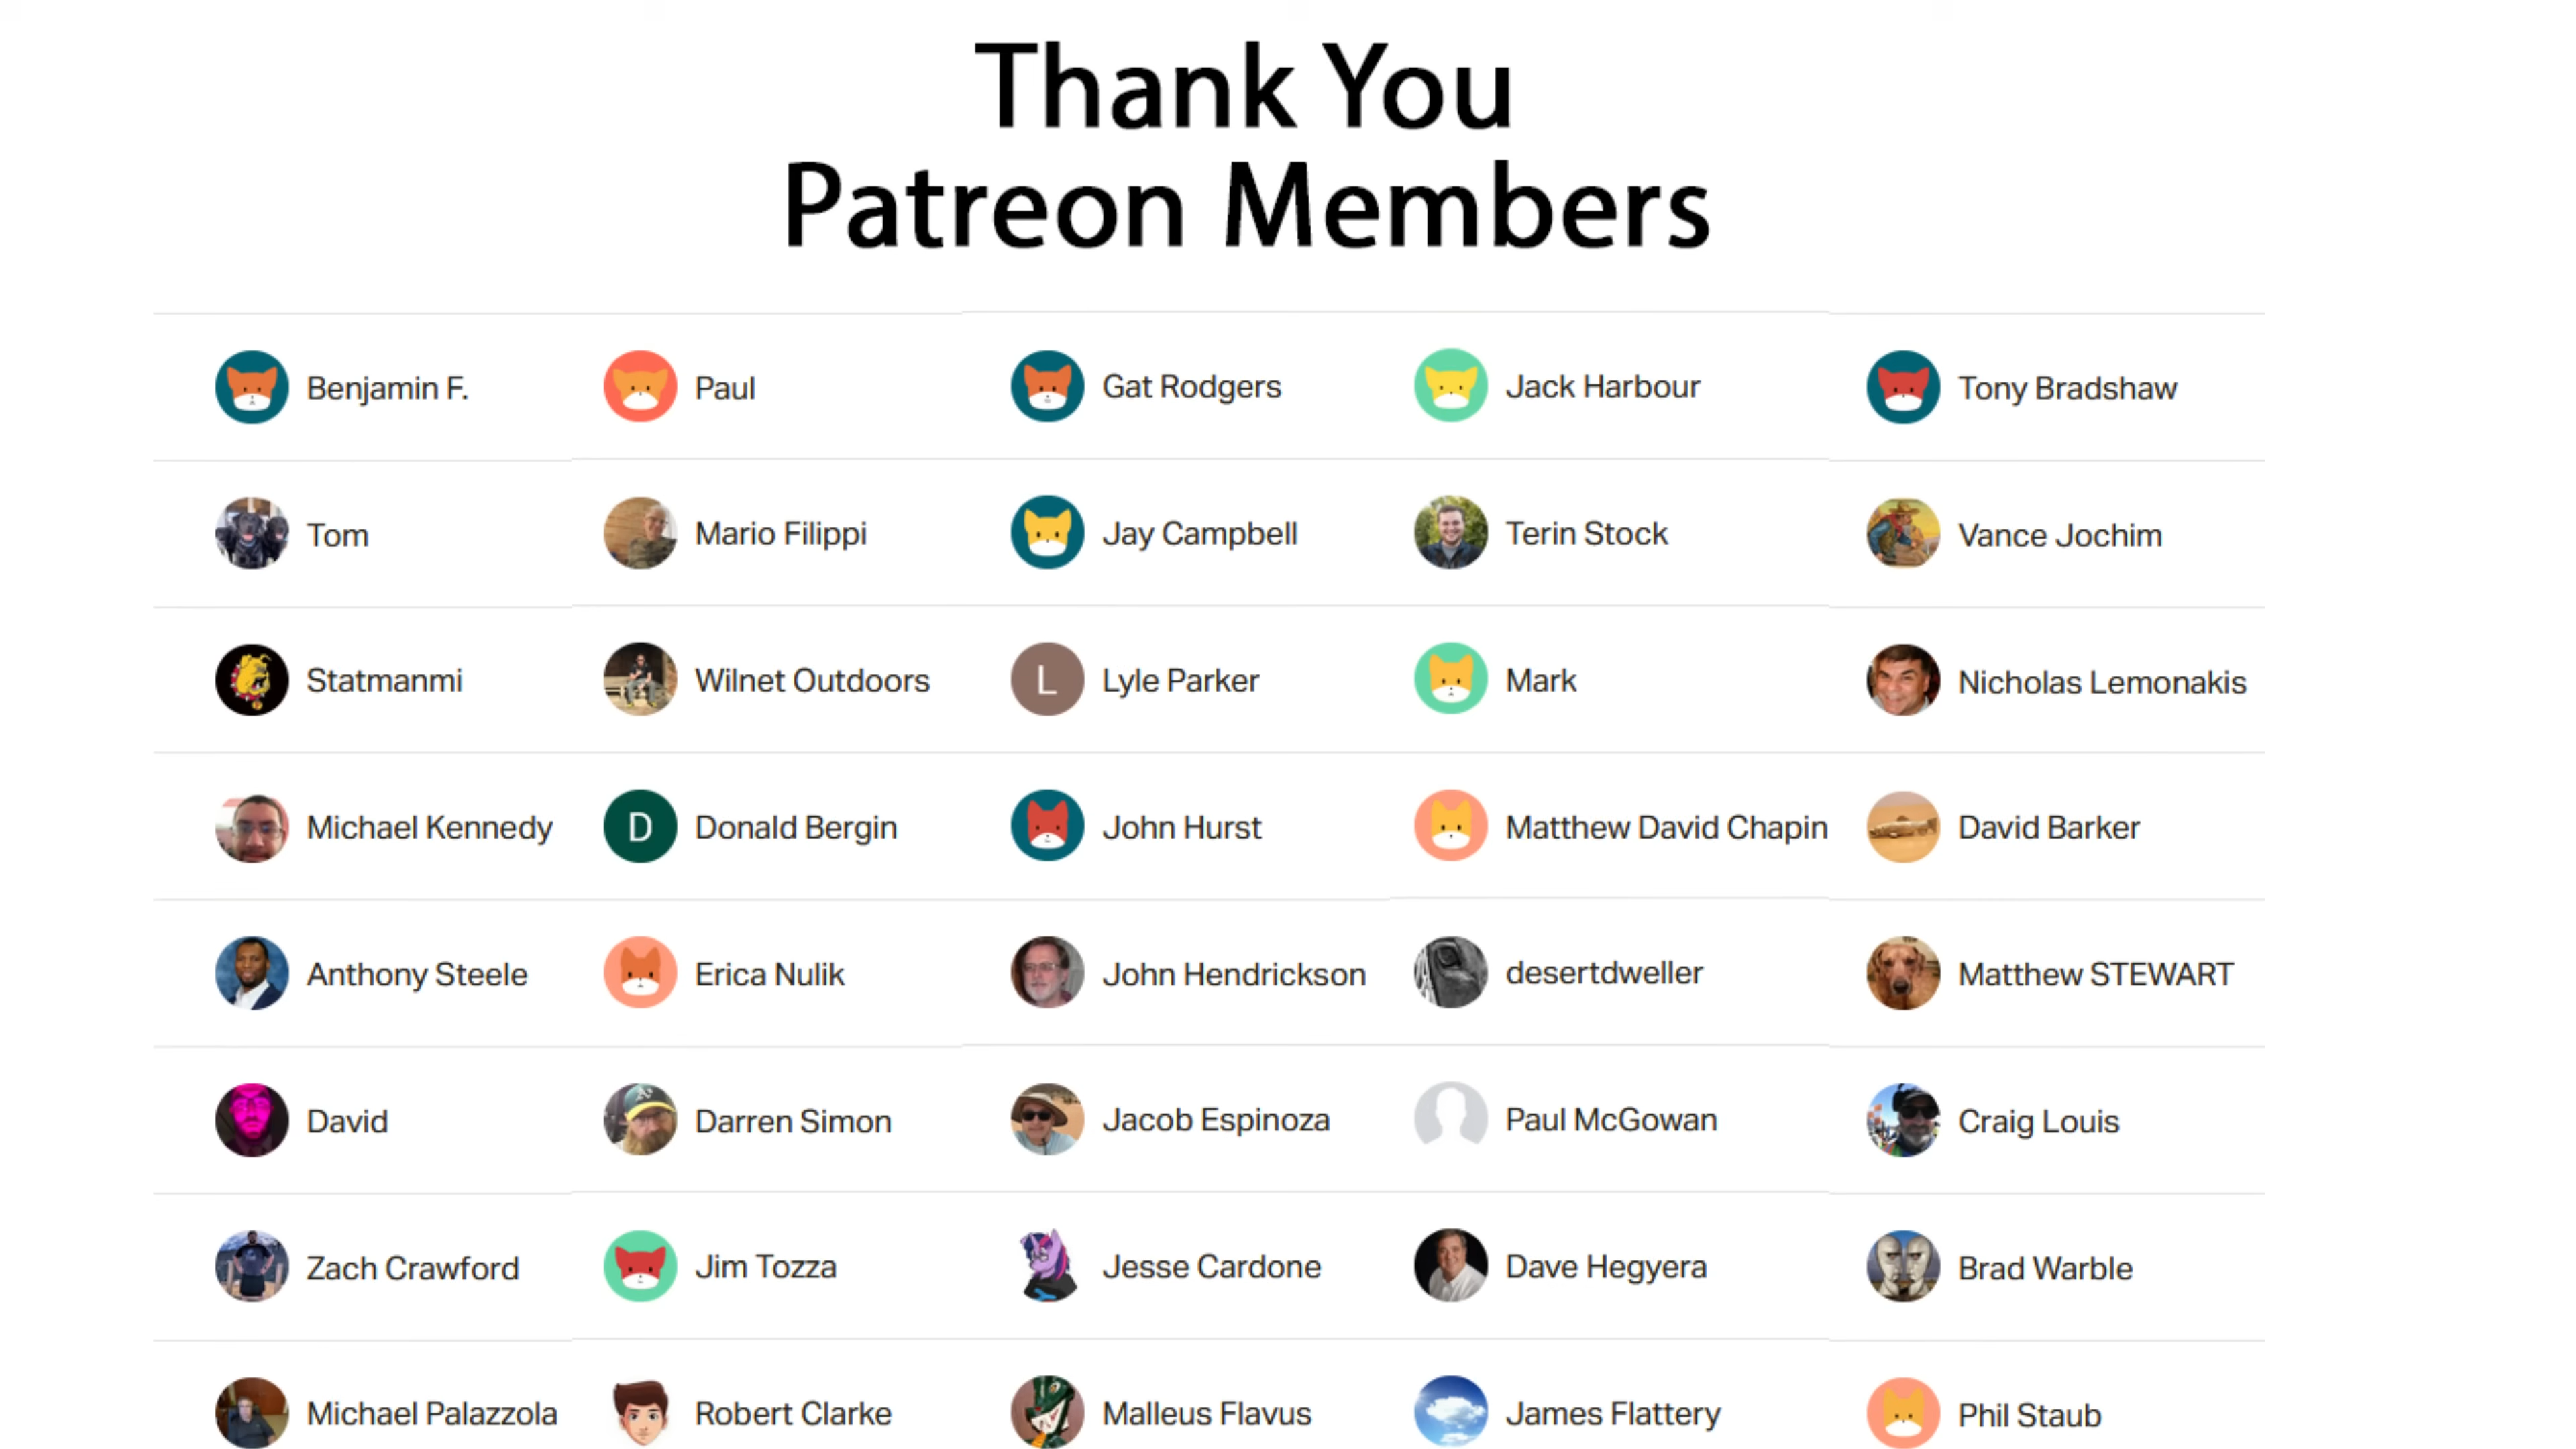 Thank You
Patreon Members
Benjamin F. Paul Gat Rodgers Jack Harbour Tony Bradshaw
Tom Mario Filippi Jay Campbell Terin Stock Vance Jochim
Statmanmi Wilnet Outdoors L Lyle Parker Mark Nicholas Lemonakis
Michael Kennedy D Donald Bergin John Hurst Matthew David Chapin David Barker
Anthony Steele Erica Nulik John Hendrickson desertdweller Matthew STEWART
David Darren Simon Jacob Espinoza Paul McGowan Craig Louis
Zach Crawford Jim Tozza Jesse Cardone Dave Hegyera Brad Warble
Michael Palazzola Robert Clarke Malleus Flavus James Flattery Phil Staub